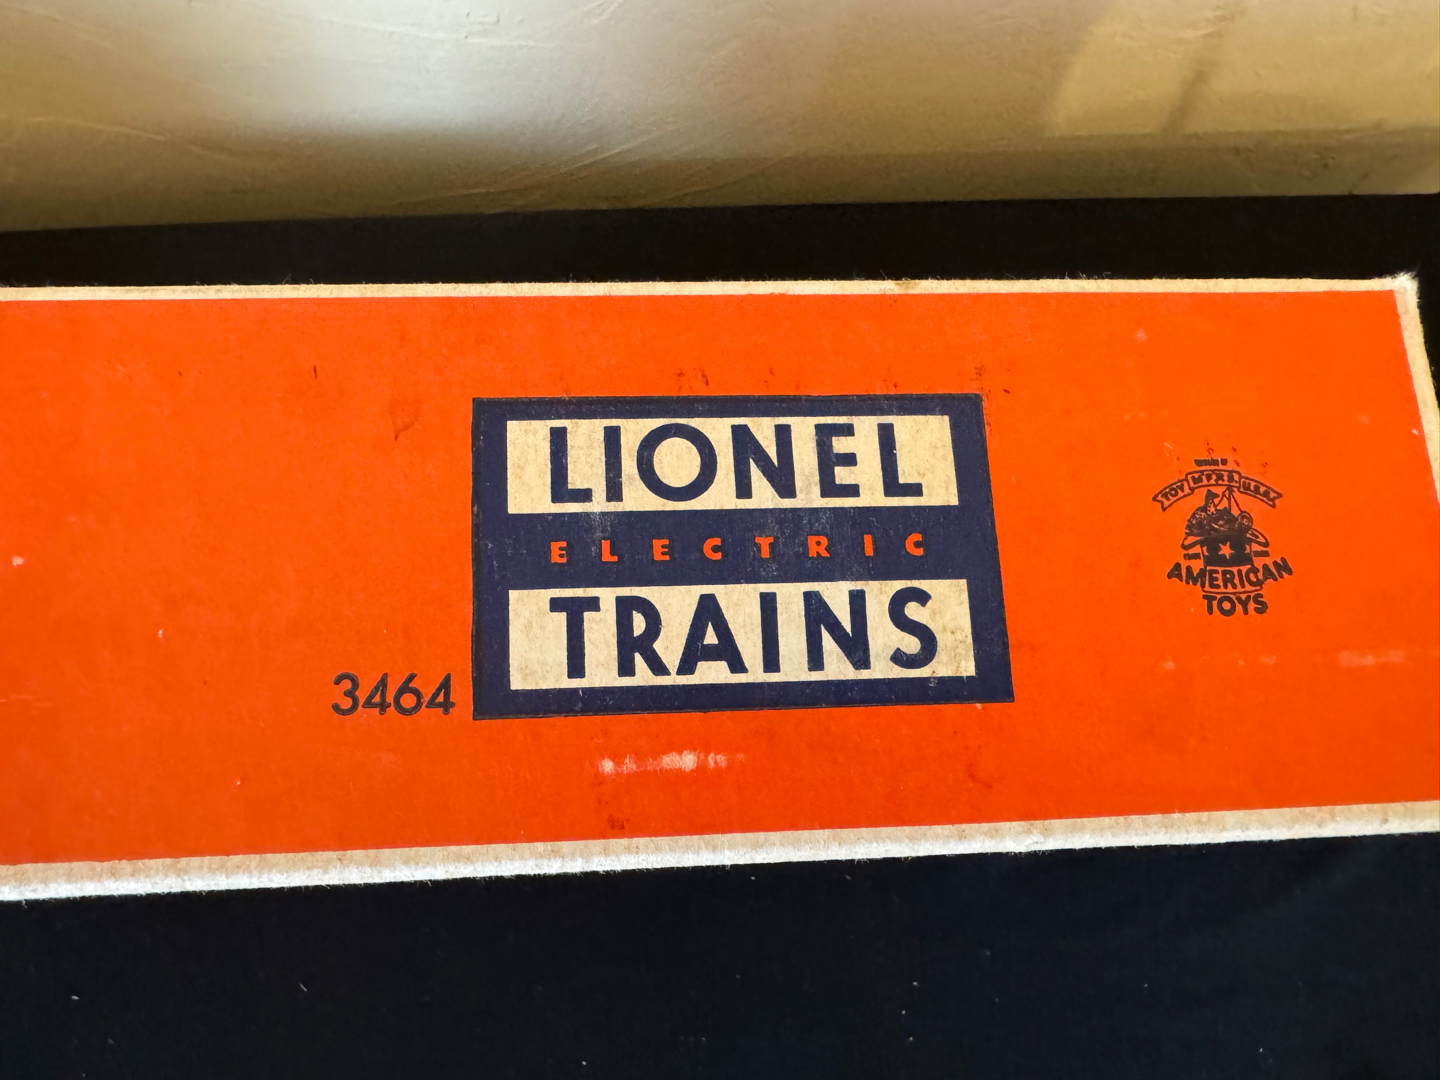 LIONEL
ELECTRIC
TRAINS
3464
TOY MFRS. U.S.A.
AMERICAN
TOYS